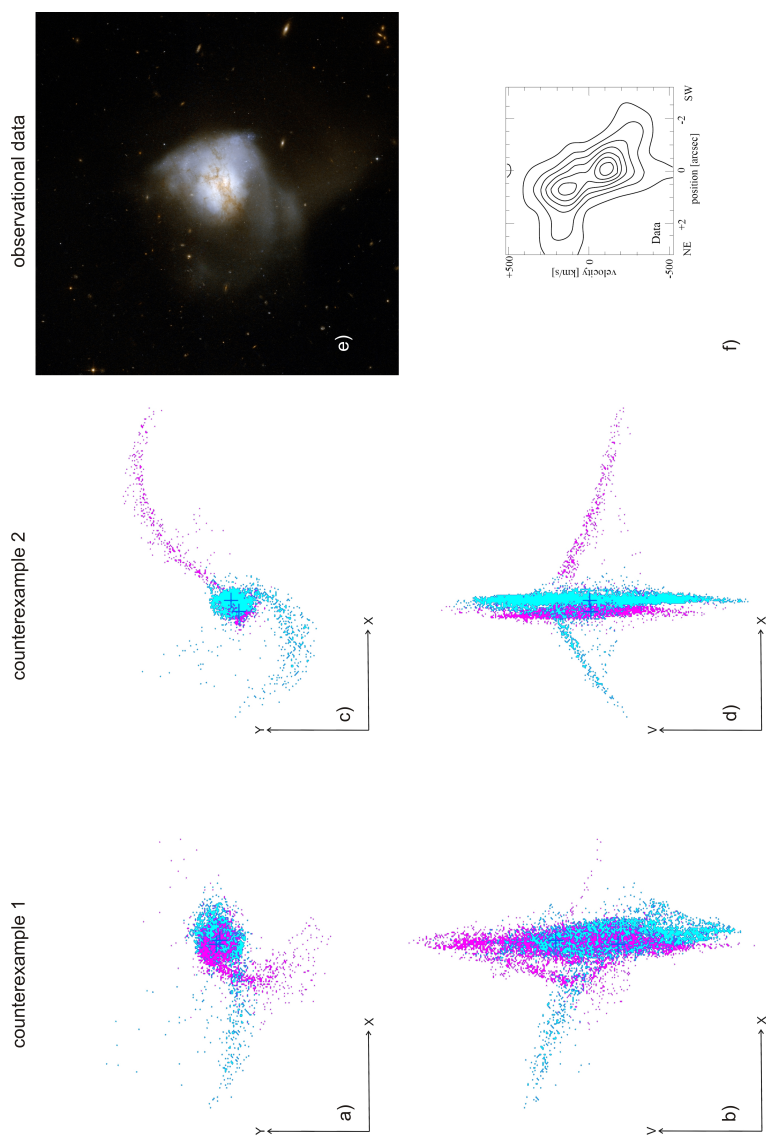 counterexample 1
counterexample 2
observational data
a)
Y
X
c)
Y
X
e)
b)
V
X
d)
V
X
f)
+500
0
-500
velocity [km/s]
Data
NE
+2
0
-2
SW
position [arcsec]